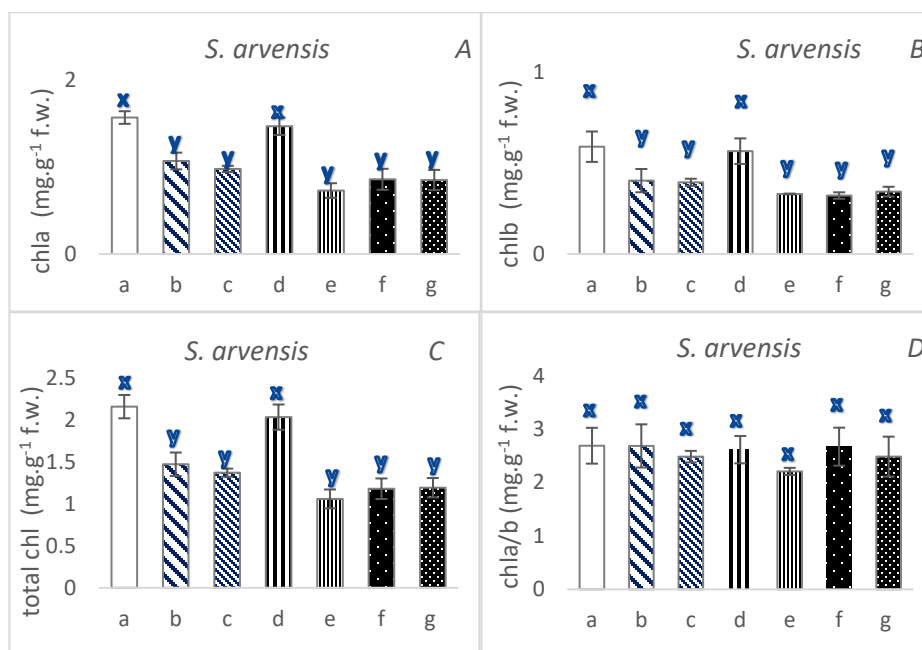 S. arvensis A
chla (mg.g⁻¹ f.w.)
2
0
x y y x y y y
a b c d e f g
S. arvensis B
chlb (mg.g⁻¹ f.w.)
1
0
x y y x y y y
a b c d e f g
S. arvensis C
total chl (mg.g⁻¹ f.w.)
2.5
2
1.5
1
0.5
0
x y y x y y y
a b c d e f g
S. arvensis D
chla/b (mg.g⁻¹ f.w.)
4
3
2
1
0
x x x x x x x
a b c d e f g